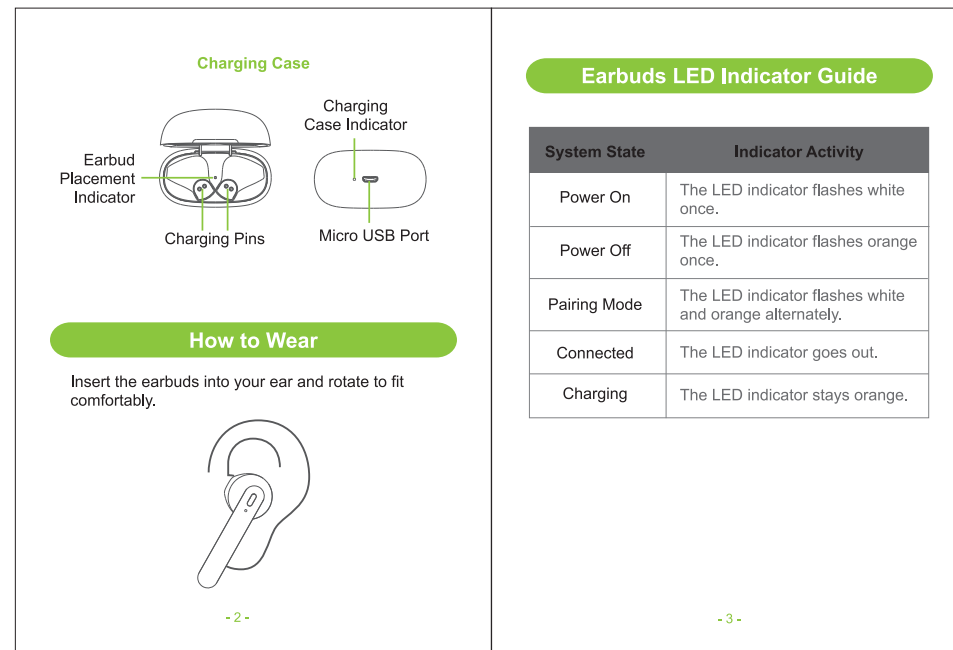 Charging Case
Charging
Case Indicator
Earbud
Placement
Indicator
Charging Pins
Micro USB Port
How to Wear
Insert the earbuds into your ear and rotate to fit
comfortably.
- 2 -
Earbuds LED Indicator Guide
System State Indicator Activity
Power On The LED indicator flashes white
once.
Power Off The LED indicator flashes orange
once.
Pairing Mode The LED indicator flashes white
and orange alternately.
Connected The LED indicator goes out.
Charging The LED indicator stays orange.
- 3 -